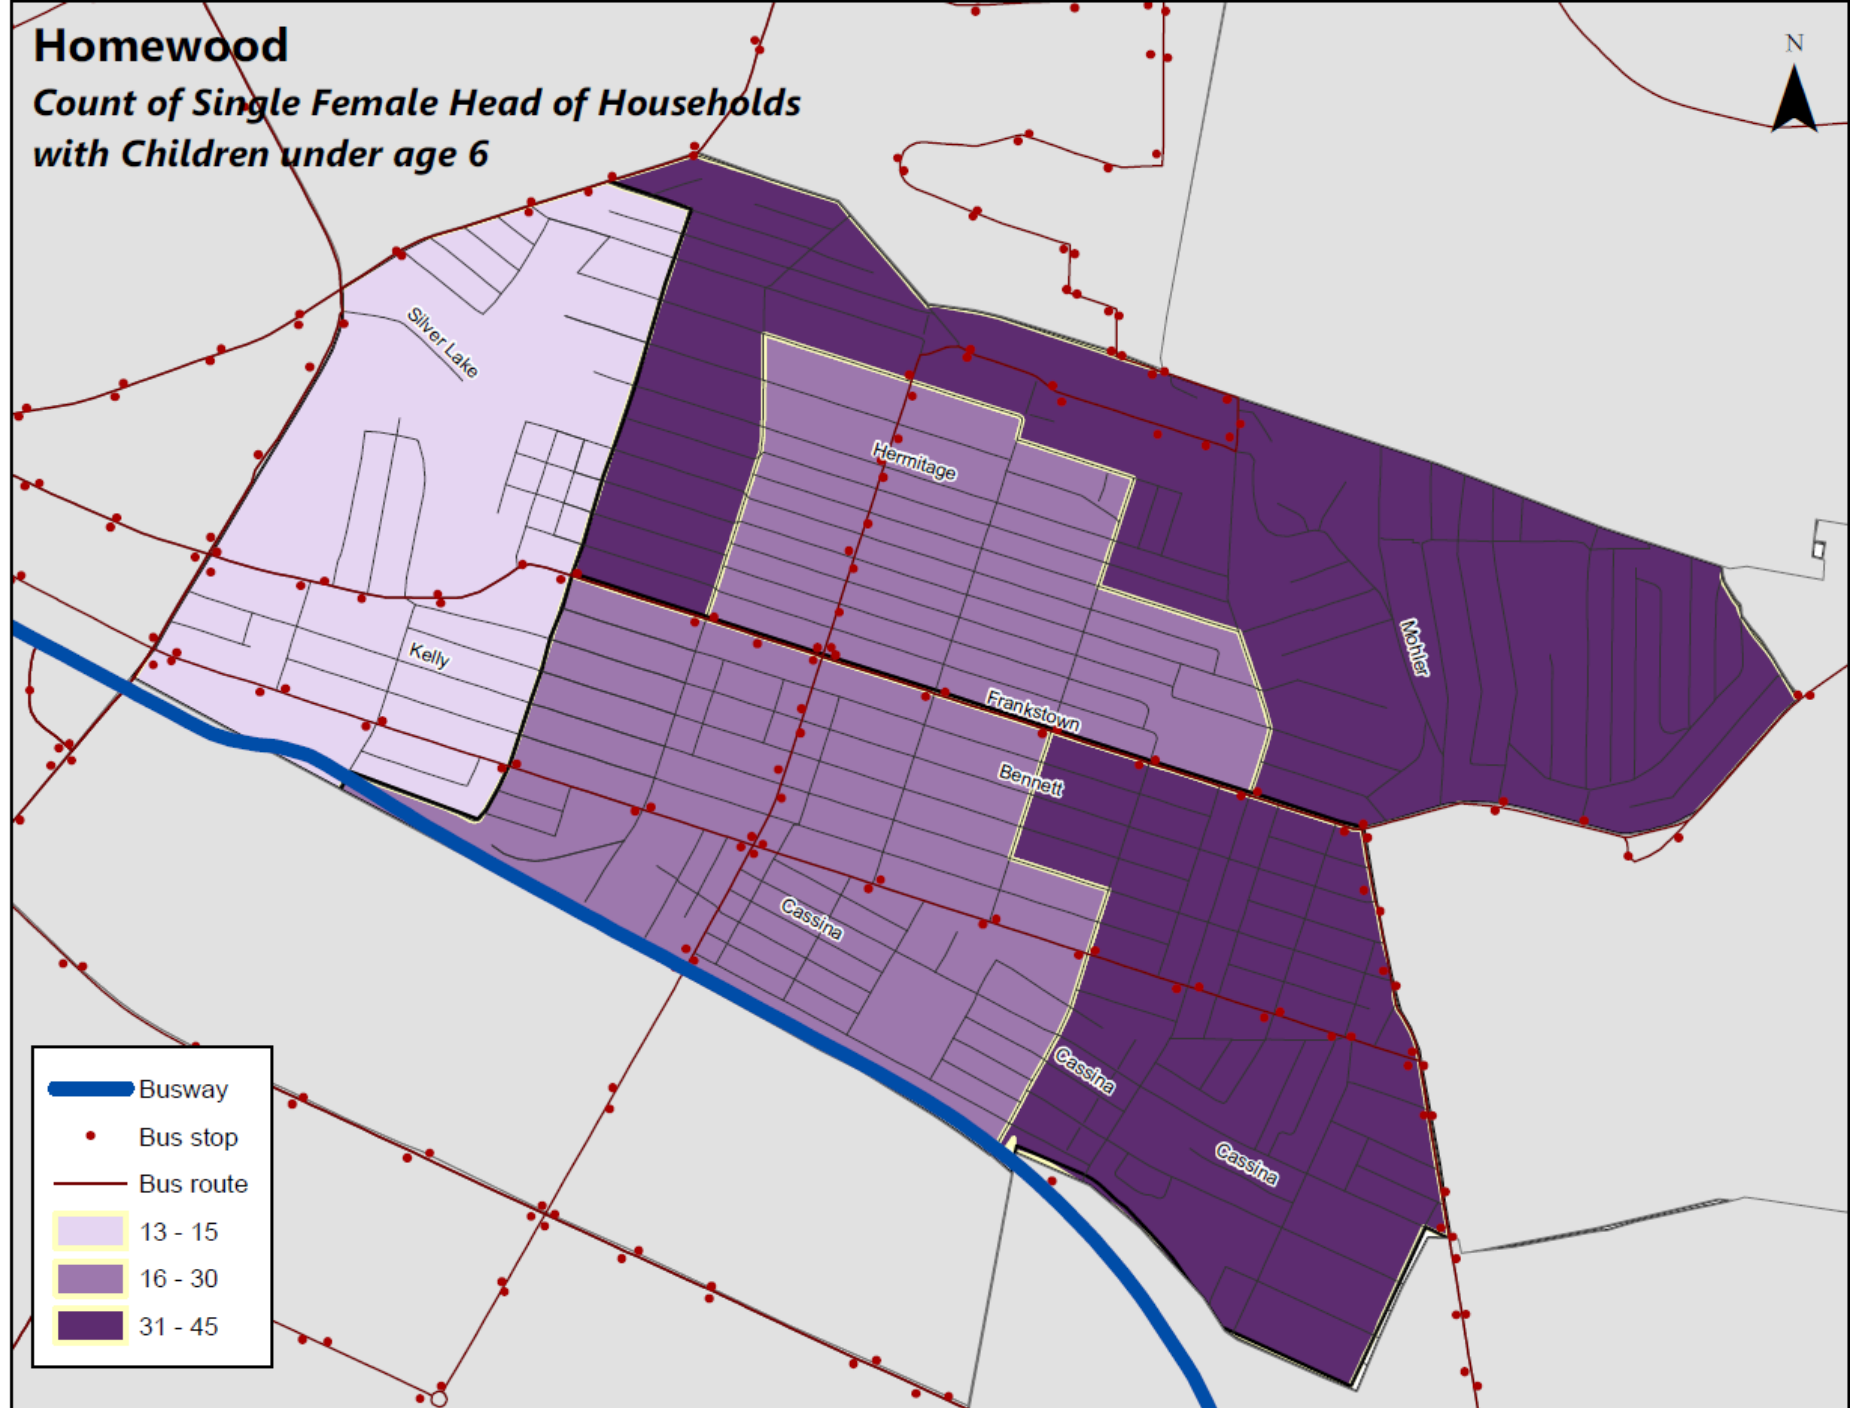 Homewood
Count of Single Female Head of Households
with Children under age 6
N
Silver Lake
Hermitage
Mohler
Kelly
Frankstown
Bennett
Cassina
Cassina
Cassina
Busway
Bus stop
Bus route
13 - 15
16 - 30
31 - 45